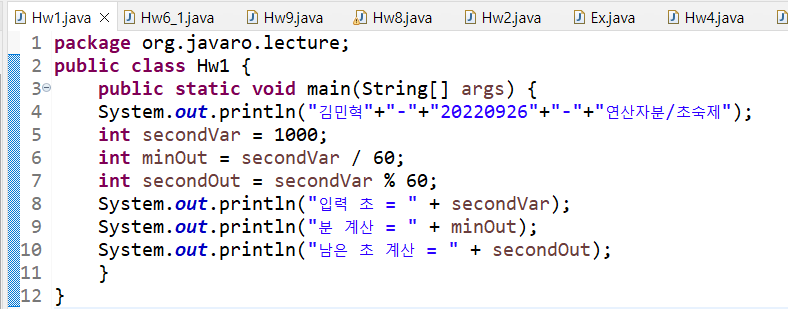 Hw1.java Hw6_1.java Hw9.java Hw8.java Hw2.java Ex.java Hw4.java
1 package org.javaro.lecture;
2 public class Hw1 {
3 public static void main(String[] args) {
4 System.out.println("김민혁"+"-"+"20220926"+"-"+"연산자분/초숙제");
5 int secondVar = 1000;
6 int minOut = secondVar / 60;
7 int secondOut = secondVar % 60;
8 System.out.println("입력 초 = " + secondVar);
9 System.out.println("분 계산 = " + minOut);
10 System.out.println("남은 초 계산 = " + secondOut);
11 }
12 }